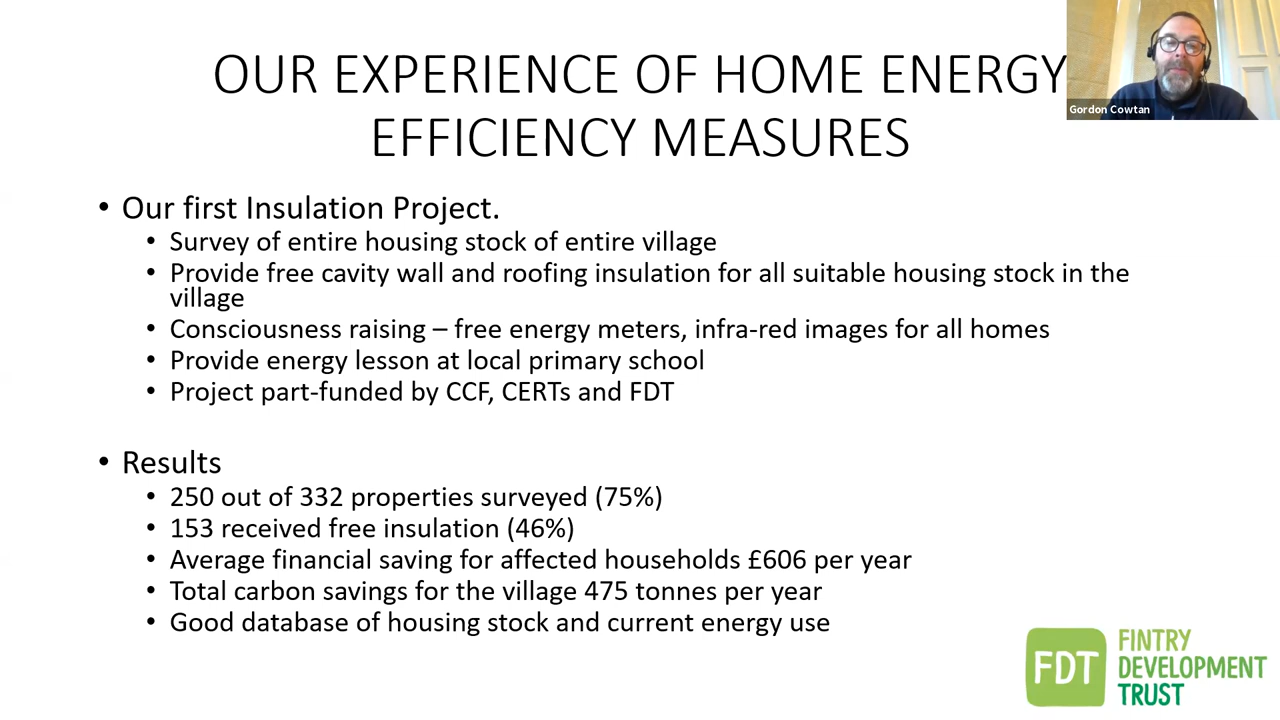 OUR EXPERIENCE OF HOME ENERGY
EFFICIENCY MEASURES
Gordon Cowtan
• Our first Insulation Project.
• Survey of entire housing stock of entire village
• Provide free cavity wall and roofing insulation for all suitable housing stock in the
village
• Consciousness raising – free energy meters, infra-red images for all homes
• Provide energy lesson at local primary school
• Project part-funded by CCF, CERTs and FDT
• Results
• 250 out of 332 properties surveyed (75%)
• 153 received free insulation (46%)
• Average financial saving for affected households £606 per year
• Total carbon savings for the village 475 tonnes per year
• Good database of housing stock and current energy use
FDT
FINTRY
DEVELOPMENT
TRUST